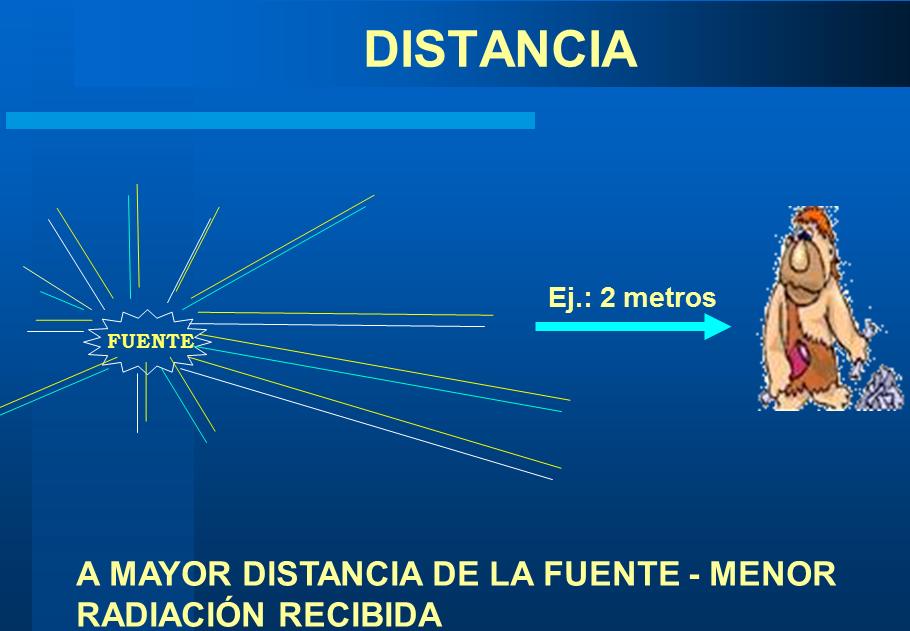 DISTANCIA
Ej.: 2 metros
FUENTE
A MAYOR DISTANCIA DE LA FUENTE - MENOR
RADIACIÓN RECIBIDA